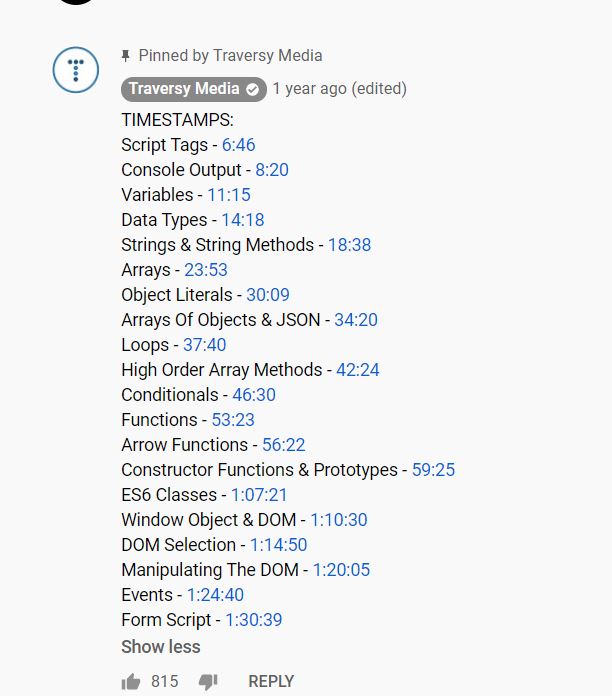 Pinned by Traversy Media
Traversy Media 1 year ago (edited)
TIMESTAMPS:
Script Tags - 6:46
Console Output - 8:20
Variables - 11:15
Data Types - 14:18
Strings & String Methods - 18:38
Arrays - 23:53
Object Literals - 30:09
Arrays Of Objects & JSON - 34:20
Loops - 37:40
High Order Array Methods - 42:24
Conditionals - 46:30
Functions - 53:23
Arrow Functions - 56:22
Constructor Functions & Prototypes - 59:25
ES6 Classes - 1:07:21
Window Object & DOM - 1:10:30
DOM Selection - 1:14:50
Manipulating The DOM - 1:20:05
Events - 1:24:40
Form Script - 1:30:39
Show less
815 REPLY